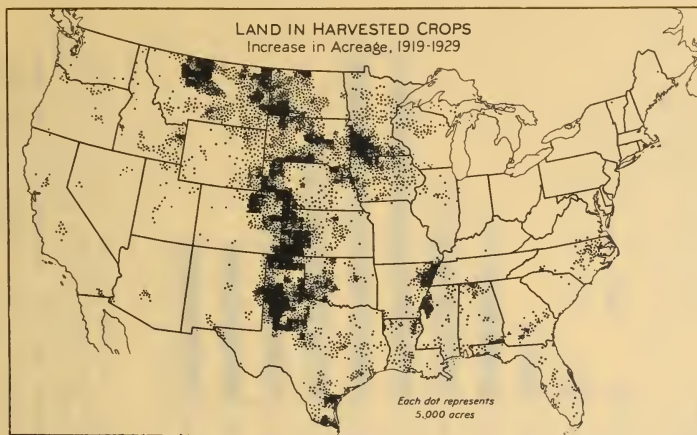 LAND IN HARVESTED CROPS
Increase in Acreage, 1919-1929
Each dot represents
5,000 acres